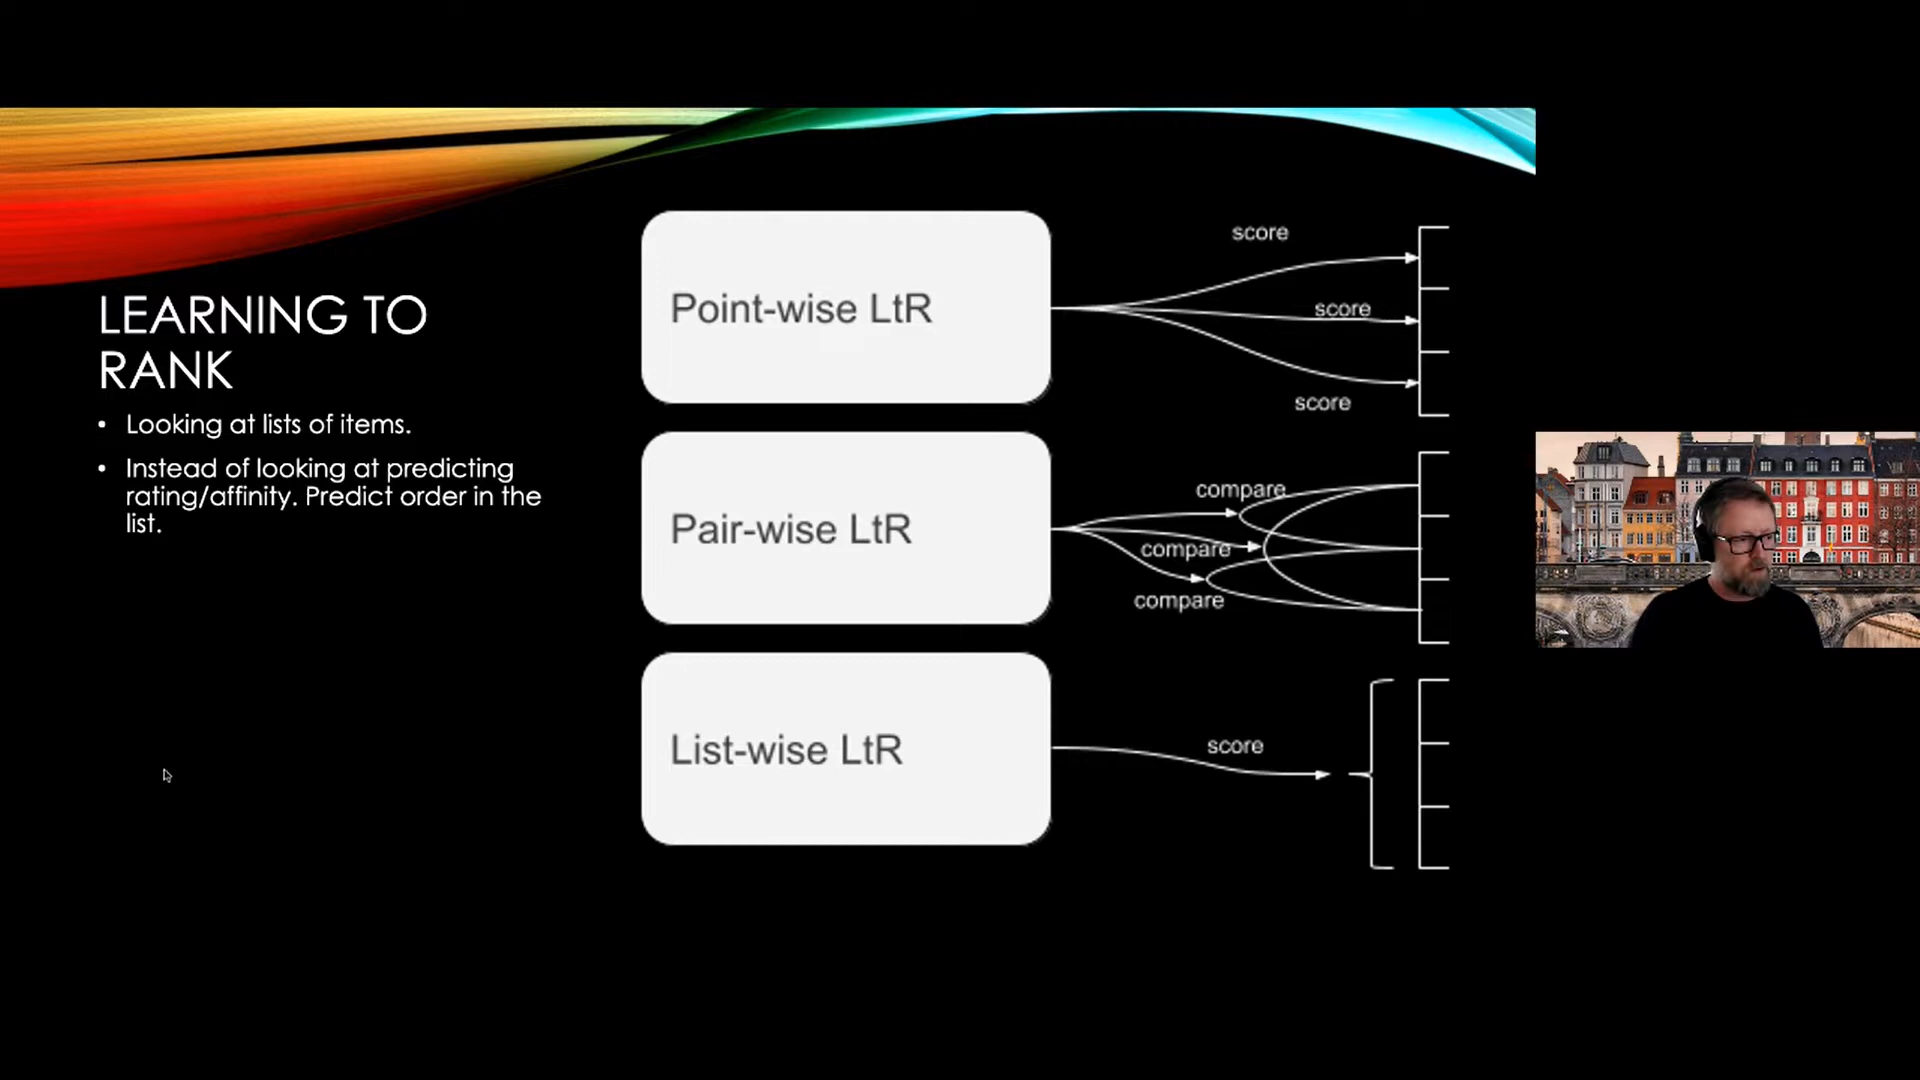 LEARNING TO
RANK
• Looking at lists of items.
• Instead of looking at predicting
rating/affinity. Predict order in the
list.
Point-wise LtR
score
score
score
Pair-wise LtR
compare
compare
compare
List-wise LtR
score